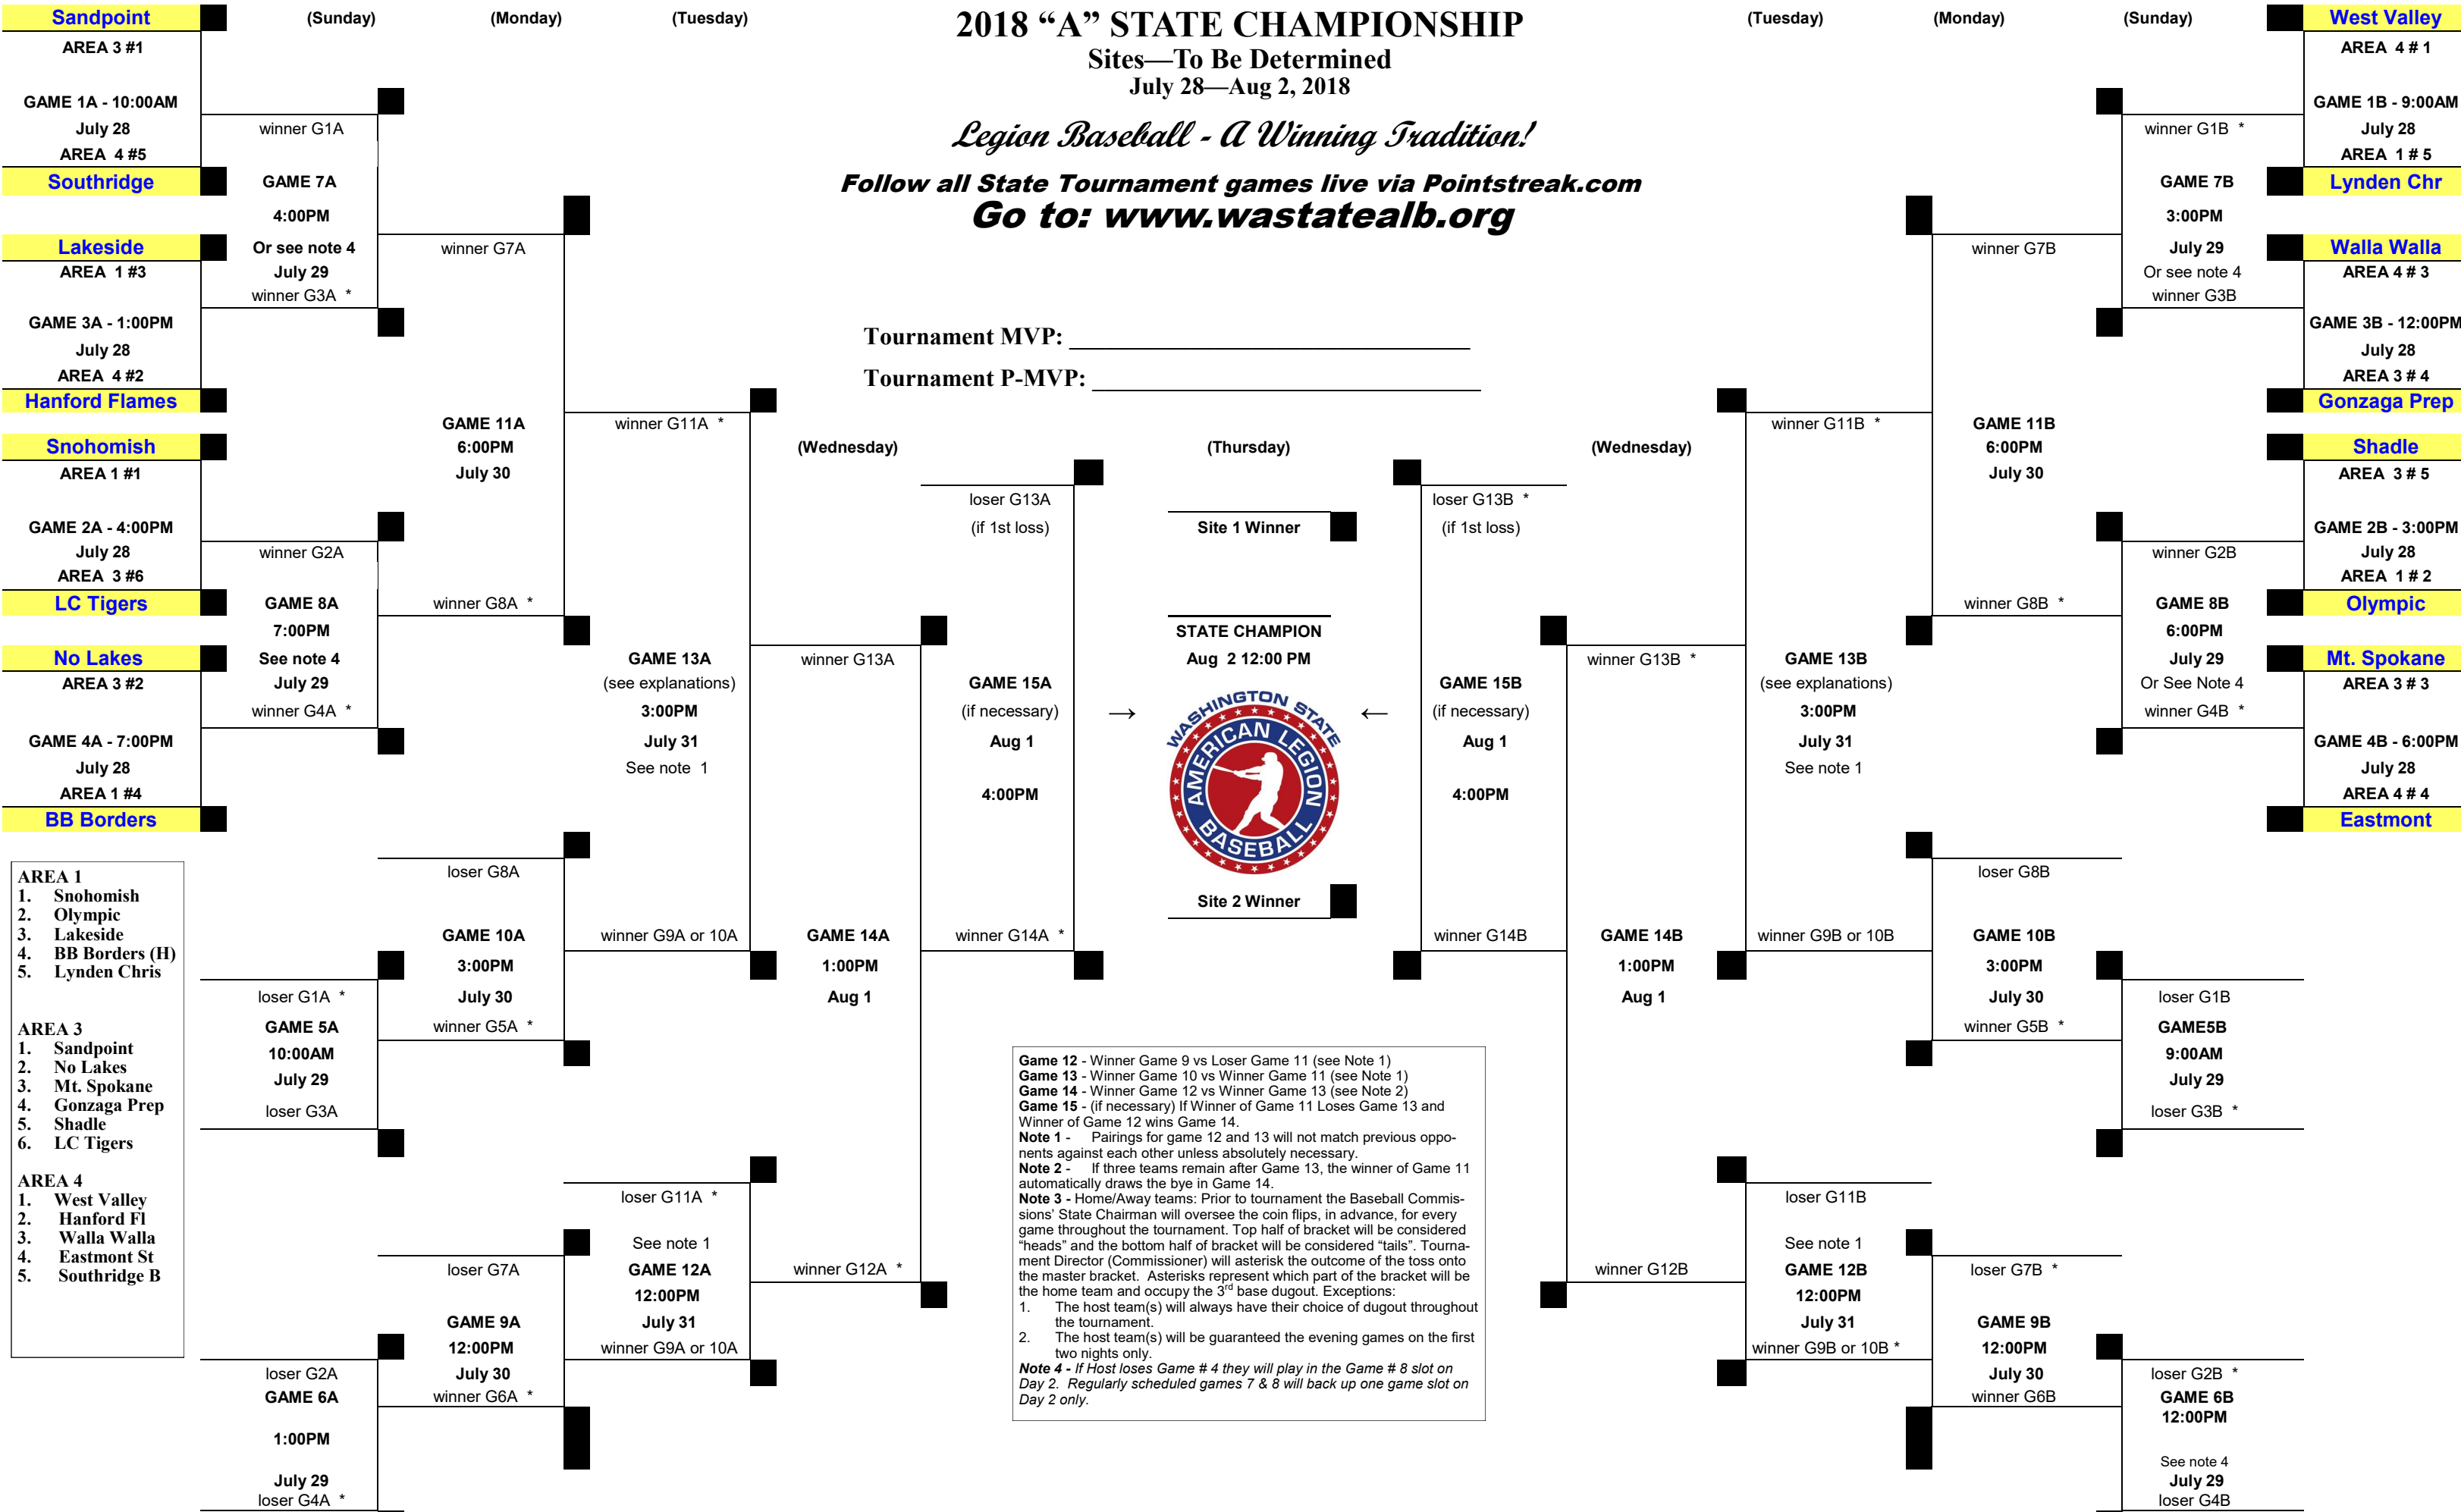 2018 “A” STATE CHAMPIONSHIP
Sites—To Be Determined
July 28—Aug 2, 2018
Legion Baseball - A Winning Tradition!
Follow all State Tournament games live via Pointstreak.com
Go to: www.wastatealb.org
Tournament MVP:
Tournament P-MVP:
(Sunday)
(Monday)
(Tuesday)
Sandpoint
AREA 3 #1
GAME 1A - 10:00AM
July 28
AREA 4 #5
Southridge
Lakeside
AREA 1 #3
GAME 3A - 1:00PM
July 28
AREA 4 #2
Hanford Flames
Snohomish
AREA 1 #1
GAME 2A - 4:00PM
July 28
AREA 3 #6
LC Tigers
No Lakes
AREA 3 #2
GAME 4A - 7:00PM
July 28
AREA 1 #4
BB Borders
winner G1A
GAME 7A
4:00PM
Or see note 4
July 29
winner G3A *
winner G2A
GAME 8A
7:00PM
See note 4
July 29
winner G4A *
loser G1A *
GAME 5A
10:00AM
July 29
loser G3A
loser G2A
GAME 6A
1:00PM
July 29
loser G4A *
winner G7A
GAME 11A
6:00PM
July 30
winner G8A *
loser G8A
GAME 10A
3:00PM
July 30
winner G5A *
loser G7A
GAME 9A
12:00PM
July 30
winner G6A *
winner G11A *
GAME 13A
(see explanations)
3:00PM
July 31
See note 1
winner G9A or 10A
loser G11A *
See note 1
GAME 12A
12:00PM
July 31
winner G9A or 10A
(Wednesday)
winner G13A
GAME 14A
1:00PM
Aug 1
winner G12A *
loser G13A
(if 1st loss)
GAME 15A
(if necessary)
Aug 1
4:00PM
winner G14A *
(Thursday)
Site 1 Winner
STATE CHAMPION
Aug 2 12:00 PM
→
←
WASHINGTON STATE
AMERICAN LEGION
BASEBALL
Site 2 Winner
loser G13B *
(if 1st loss)
GAME 15B
(if necessary)
Aug 1
4:00PM
winner G14B
(Wednesday)
winner G13B *
GAME 14B
1:00PM
Aug 1
winner G12B
(Tuesday)
(Monday)
(Sunday)
winner G11B *
GAME 13B
(see explanations)
3:00PM
July 31
See note 1
winner G9B or 10B
loser G11B
See note 1
GAME 12B
12:00PM
July 31
winner G9B or 10B *
winner G7B
GAME 11B
6:00PM
July 30
winner G8B *
loser G8B
GAME 10B
3:00PM
July 30
winner G5B *
loser G7B *
GAME 9B
12:00PM
July 30
winner G6B
winner G1B *
GAME 7B
3:00PM
July 29
Or see note 4
winner G3B
winner G2B
GAME 8B
6:00PM
July 29
Or See Note 4
winner G4B *
loser G1B
GAME5B
9:00AM
July 29
loser G3B *
loser G2B *
GAME 6B
12:00PM
See note 4
July 29
loser G4B
West Valley
AREA 4 # 1
GAME 1B - 9:00AM
July 28
AREA 1 # 5
Lynden Chr
Walla Walla
AREA 4 # 3
GAME 3B - 12:00PM
July 28
AREA 3 # 4
Gonzaga Prep
Shadle
AREA 3 # 5
GAME 2B - 3:00PM
July 28
AREA 1 # 2
Olympic
Mt. Spokane
AREA 3 # 3
GAME 4B - 6:00PM
July 28
AREA 4 # 4
Eastmont
AREA 1
1. Snohomish
2. Olympic
3. Lakeside
4. BB Borders (H)
5. Lynden Chris
AREA 3
1. Sandpoint
2. No Lakes
3. Mt. Spokane
4. Gonzaga Prep
5. Shadle
6. LC Tigers
AREA 4
1. West Valley
2. Hanford Fl
3. Walla Walla
4. Eastmont St
5. Southridge B
Game 12 - Winner Game 9 vs Loser Game 11 (see Note 1)
Game 13 - Winner Game 10 vs Winner Game 11 (see Note 1)
Game 14 - Winner Game 12 vs Winner Game 13 (see Note 2)
Game 15 - (if necessary) If Winner of Game 11 Loses Game 13 and
Winner of Game 12 wins Game 14.
Note 1 - Pairings for game 12 and 13 will not match previous oppo-
nents against each other unless absolutely necessary.
Note 2 - If three teams remain after Game 13, the winner of Game 11
automatically draws the bye in Game 14.
Note 3 - Home/Away teams: Prior to tournament the Baseball Commis-
sions’ State Chairman will oversee the coin flips, in advance, for every
game throughout the tournament. Top half of bracket will be considered
“heads” and the bottom half of bracket will be considered “tails”. Tourna-
ment Director (Commissioner) will asterisk the outcome of the toss onto
the master bracket. Asterisks represent which part of the bracket will be
the home team and occupy the 3rd base dugout. Exceptions:
1. The host team(s) will always have their choice of dugout throughout
the tournament.
2. The host team(s) will be guaranteed the evening games on the first
two nights only.
Note 4 - If Host loses Game # 4 they will play in the Game # 8 slot on
Day 2. Regularly scheduled games 7 & 8 will back up one game slot on
Day 2 only.